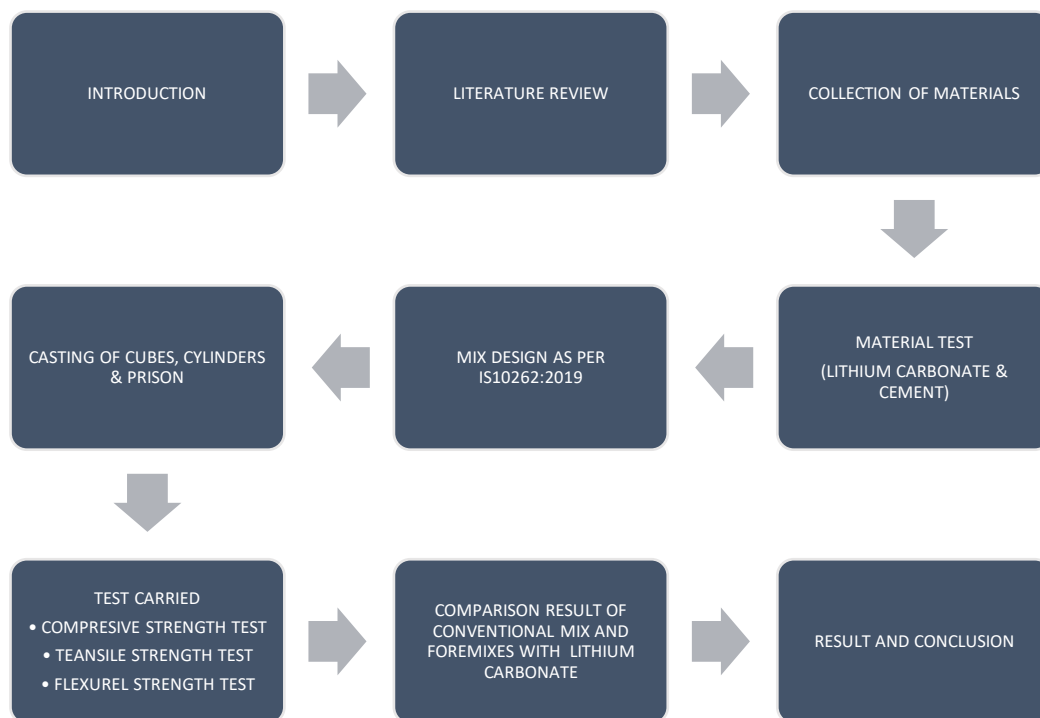 INTRODUCTION
LITERATURE REVIEW
COLLECTION OF MATERIALS
MATERIAL TEST
(LITHIUM CARBONATE &
CEMENT)
MIX DESIGN AS PER
IS10262:2019
CASTING OF CUBES, CYLINDERS
& PRISON
TEST CARRIED
• COMPRESIVE STRENGTH TEST
• TEANSILE STRENGTH TEST
• FLEXUREL STRENGTH TEST
COMPARISON RESULT OF
CONVENTIONAL MIX AND
FOREMIXES WITH LITHIUM
CARBONATE
RESULT AND CONCLUSION